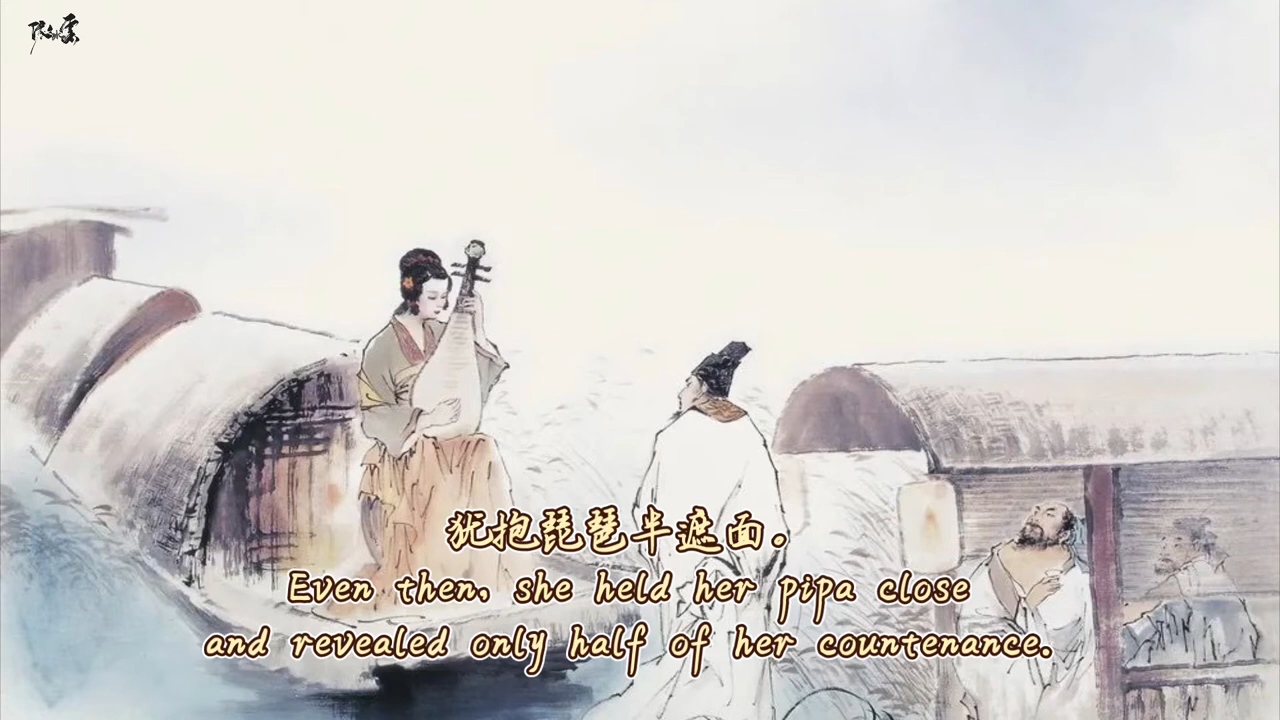 犹抱琵琶半遮面。
Even then, she held her pipa close
and revealed only half of her countenance.